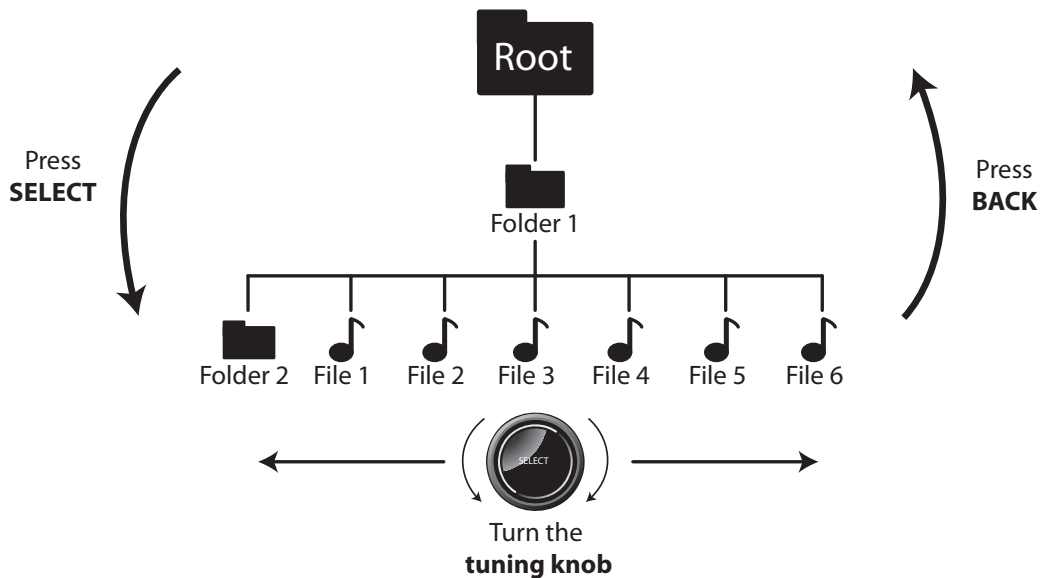 Root
Press
SELECT
Press
BACK
Folder 1
Folder 2 File 1 File 2 File 3 File 4 File 5 File 6
SELECT
Turn the
tuning knob